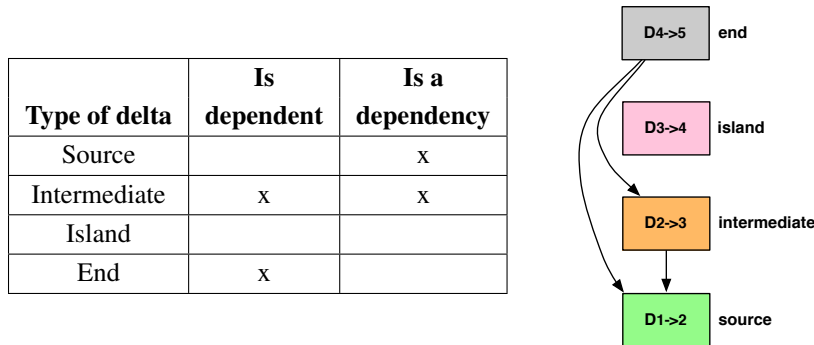 Type of delta Is dependent Is a dependency
Source x
Intermediate x x
Island
End x
D4->5 end
D3->4 island
D2->3 intermediate
D1->2 source